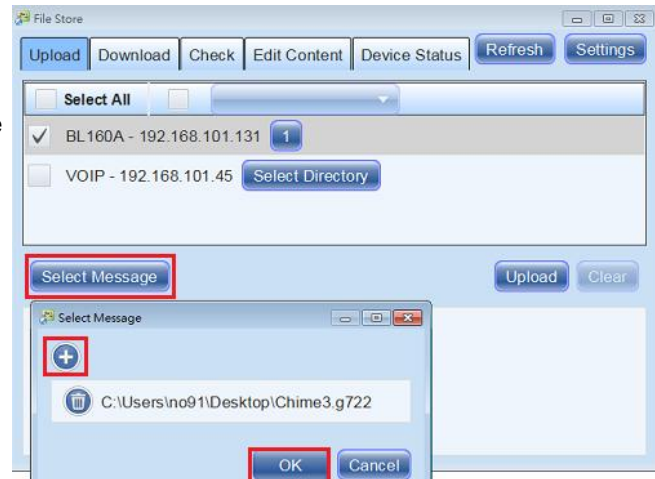 File Store
Upload Download Check Edit Content Device Status Refresh Settings
Select All
e
BL160A - 192.168.101.131 1
VOIP - 192.168.101.45 Select Directory
Select Message Upload Clear
Select Message
C:\Users\no91\Desktop\Chime3.g722
OK Cancel